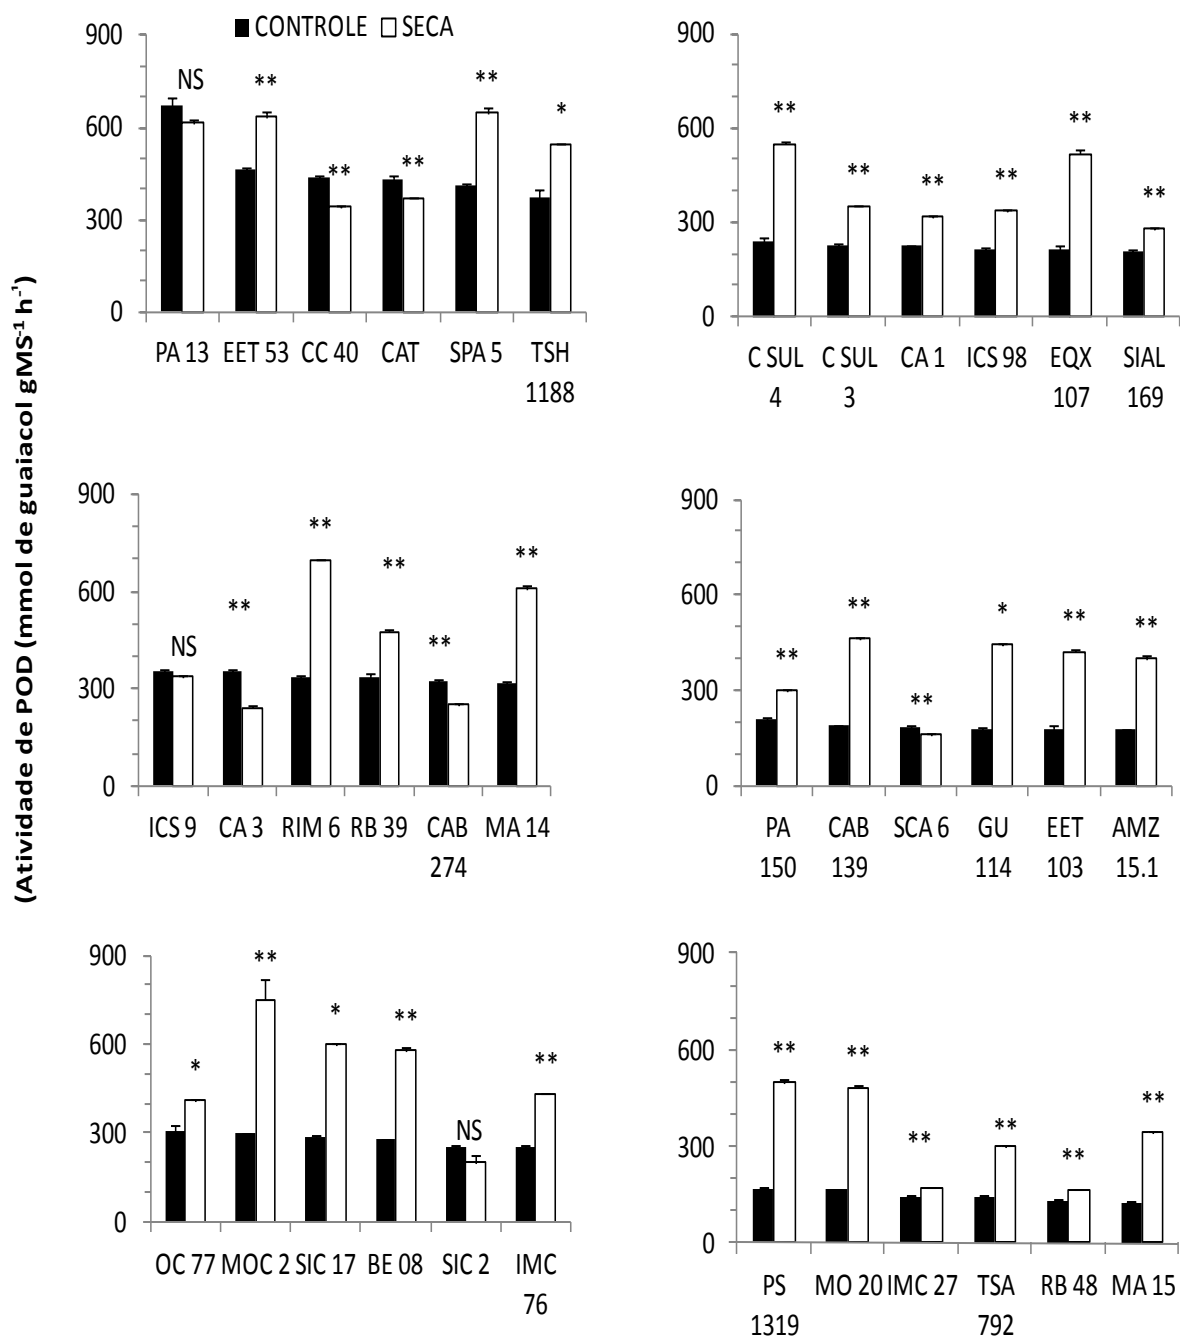 (Atividade de POD (mmol de guaiacol gMS⁻¹ h⁻¹)
■ CONTROLE □ SECA
900
600
300
0
NS ** ** ** ** *
PA 13 EET 53 CC 40 CAT SPA 5 TSH
1188
900
600
300
0
** ** ** ** ** **
C SUL C SUL CA 1 ICS 98 EQX SIAL
4 3 107 169
900
600
300
0
NS ** ** ** ** **
ICS 9 CA 3 RIM 6 RB 39 CAB MA 14
274
900
600
300
0
** ** ** * ** **
PA CAB SCA 6 GU EET AMZ
150 139 114 103 15.1
900
600
300
0
* ** * ** NS **
OC 77 MOC 2 SIC 17 BE 08 SIC 2 IMC
76
900
600
300
0
** ** ** ** ** **
PS MO 20 IMC 27 TSA RB 48 MA 15
1319 792